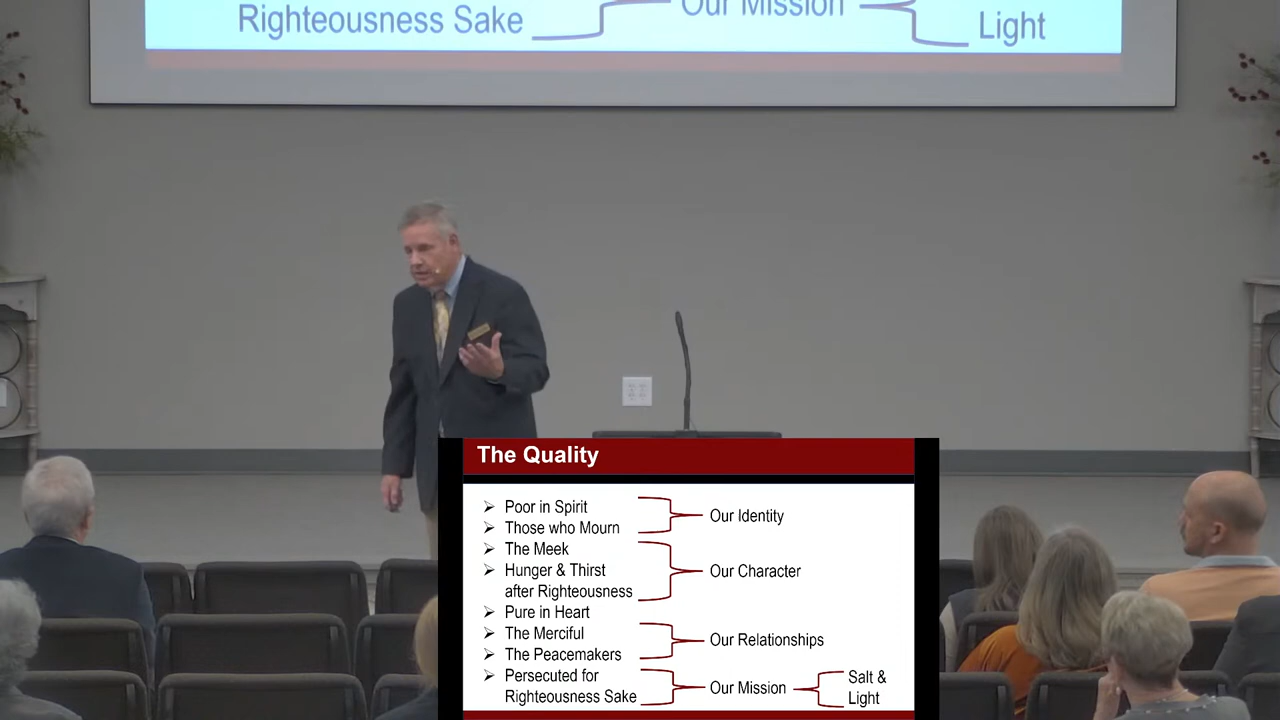 Righteousness Sake
Our Mission
Light
The Quality
Poor in Spirit
Those who Mourn
Our Identity
The Meek
Hunger & Thirst
after Righteousness
Our Character
Pure in Heart
The Merciful
The Peacemakers
Our Relationships
Persecuted for
Righteousness Sake
Our Mission
Salt &
Light